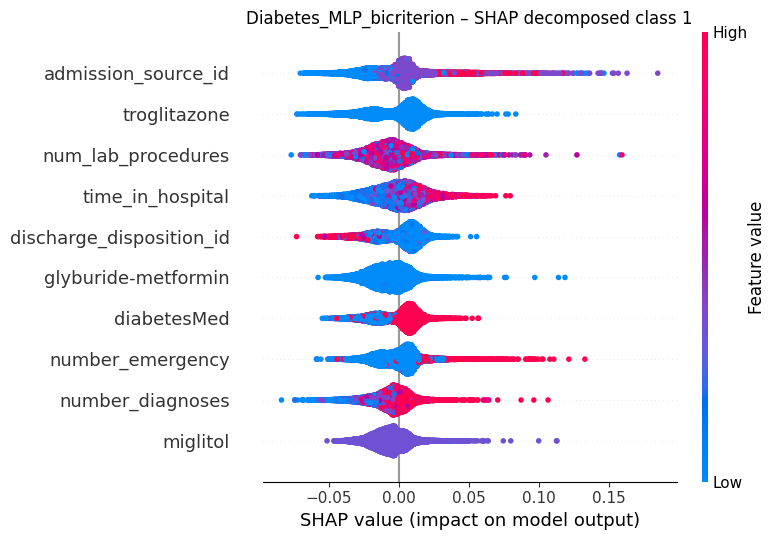 Diabetes_MLP_bicriterion – SHAP decomposed class 1
High
admission_source_id
troglitazone
num_lab_procedures
time_in_hospital
discharge_disposition_id
glyburide-metformin
diabetesMed
number_emergency
number_diagnoses
miglitol
Feature value
Low
−0.05 0.00 0.05 0.10 0.15
SHAP value (impact on model output)